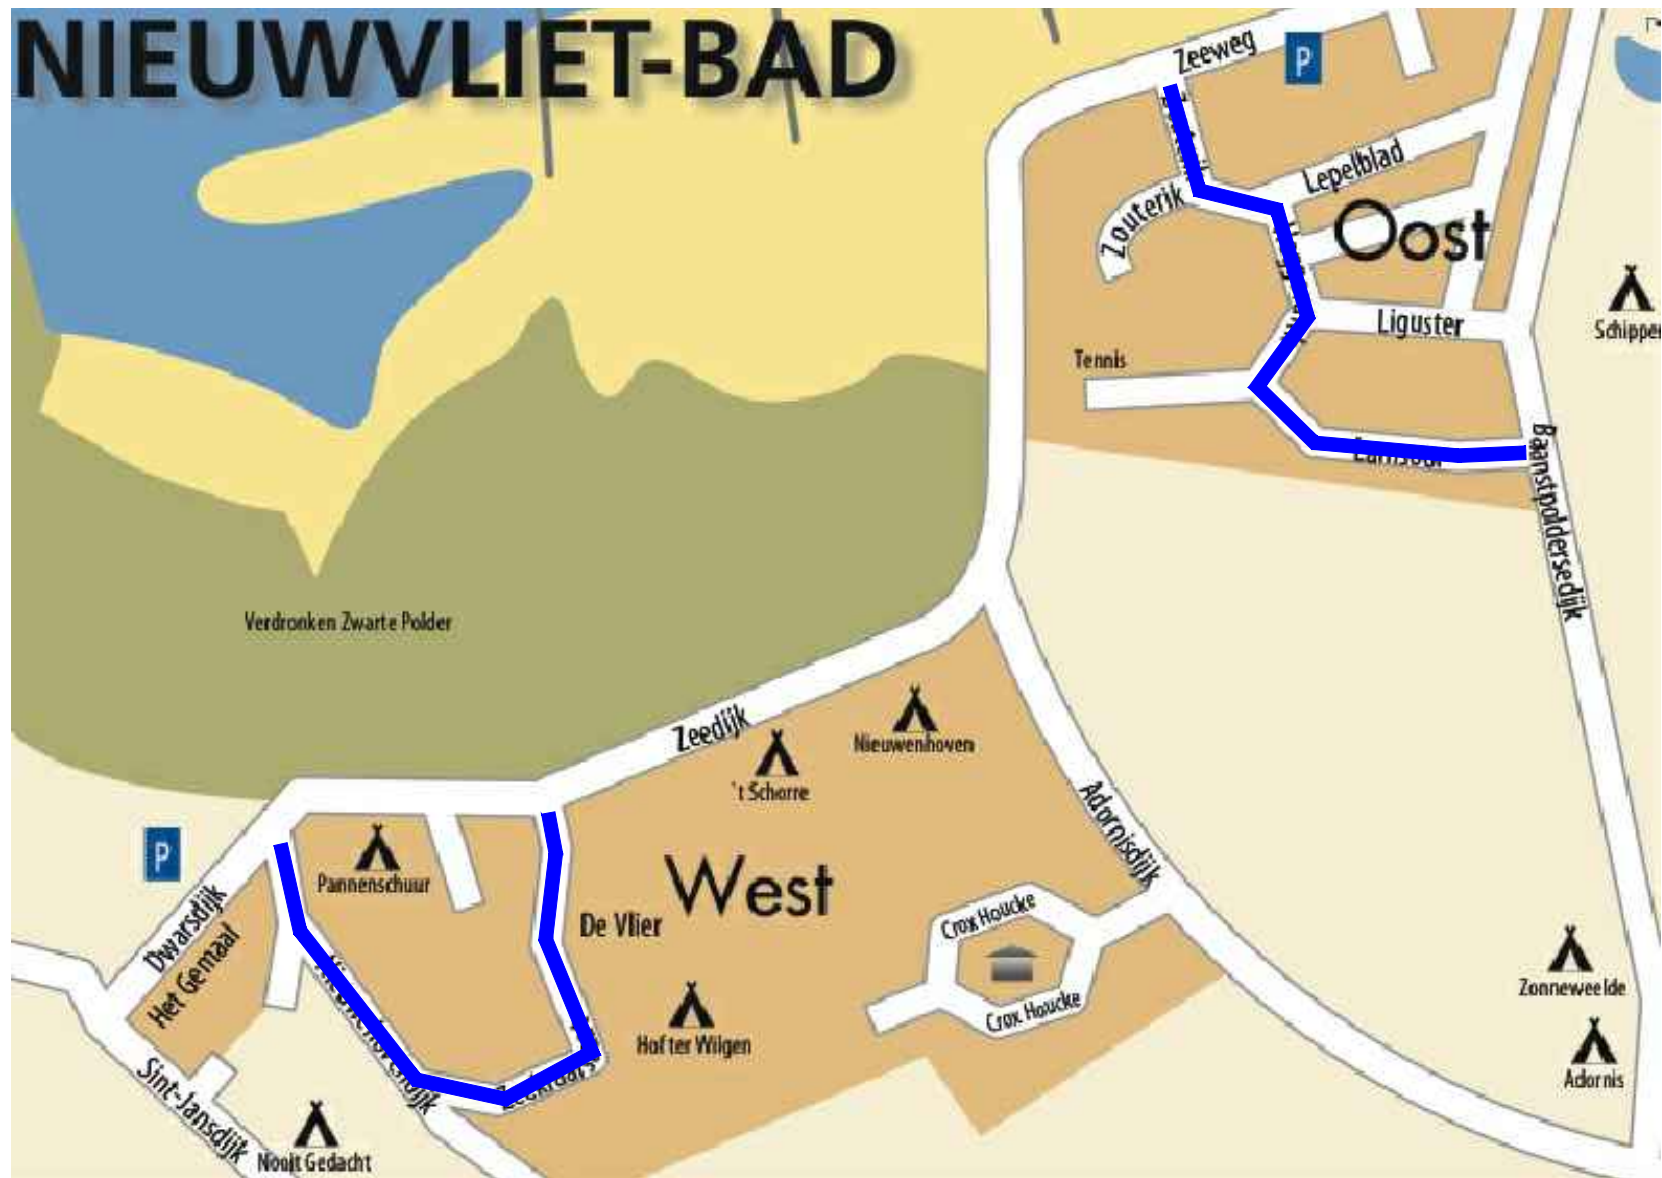 NIEUWVLIET-BAD
Zeeweg
P
Lepelblad
Zouterik
Oost
Schipper
Liguster
Tennis
Baanstpoldersedijk
Verdronken Zwarte Polder
Zeedijk
Nieuwenhoven
't Schorre
Adornisdijk
P
Pannenschuur
West
De Vlier
Crox Houcke
Dwarsdijk
Het Gemaal
Zonneweelde
Crox Houcke
Hof ter Wilgen
Adornis
Sint-Jansdijk
Nooit Gedacht